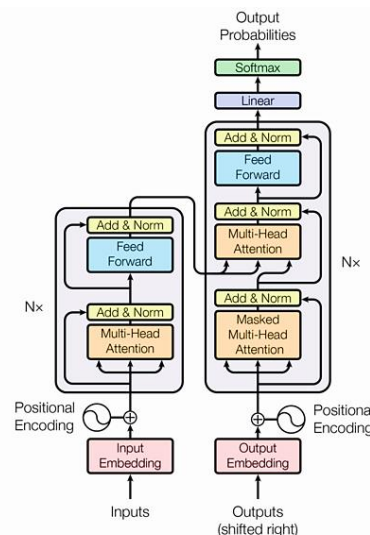 Output
Probabilities
Softmax
Linear
Add & Norm
Feed
Forward
Add & Norm
Multi-Head
Attention
Add & Norm
Masked
Multi-Head
Attention
Nx
Positional
Encoding
Output
Embedding
Outputs
(shifted right)
Add & Norm
Feed
Forward
Add & Norm
Multi-Head
Attention
Nx
Positional
Encoding
Input
Embedding
Inputs